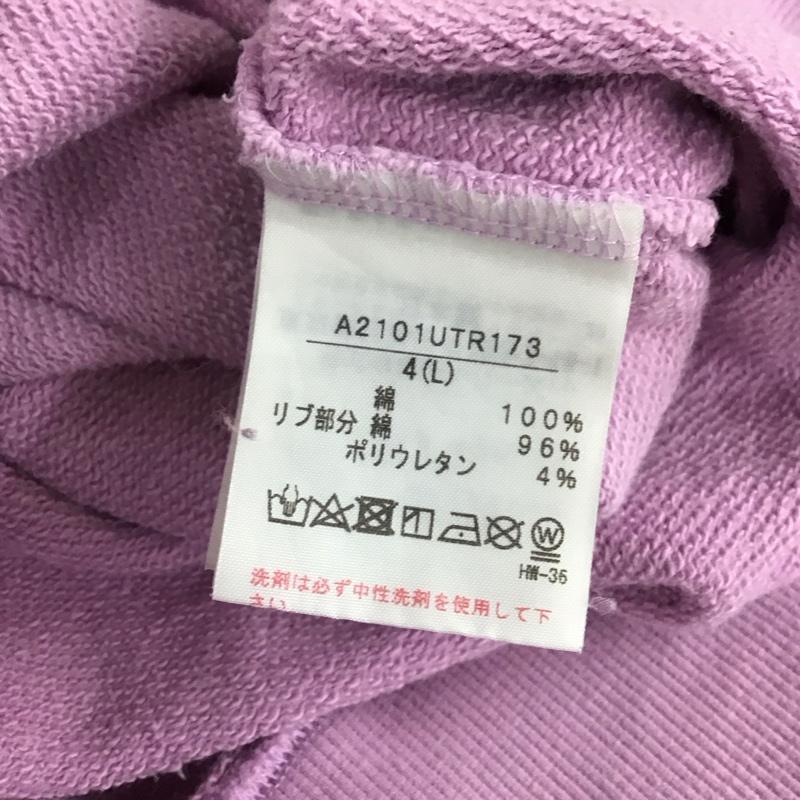 A2101UTR173
4(L)
綿 100%
リブ部分 綿 96%
ポリウレタン 4%
W
HW-35
洗剤は必ず中性洗剤を使用して下
さい